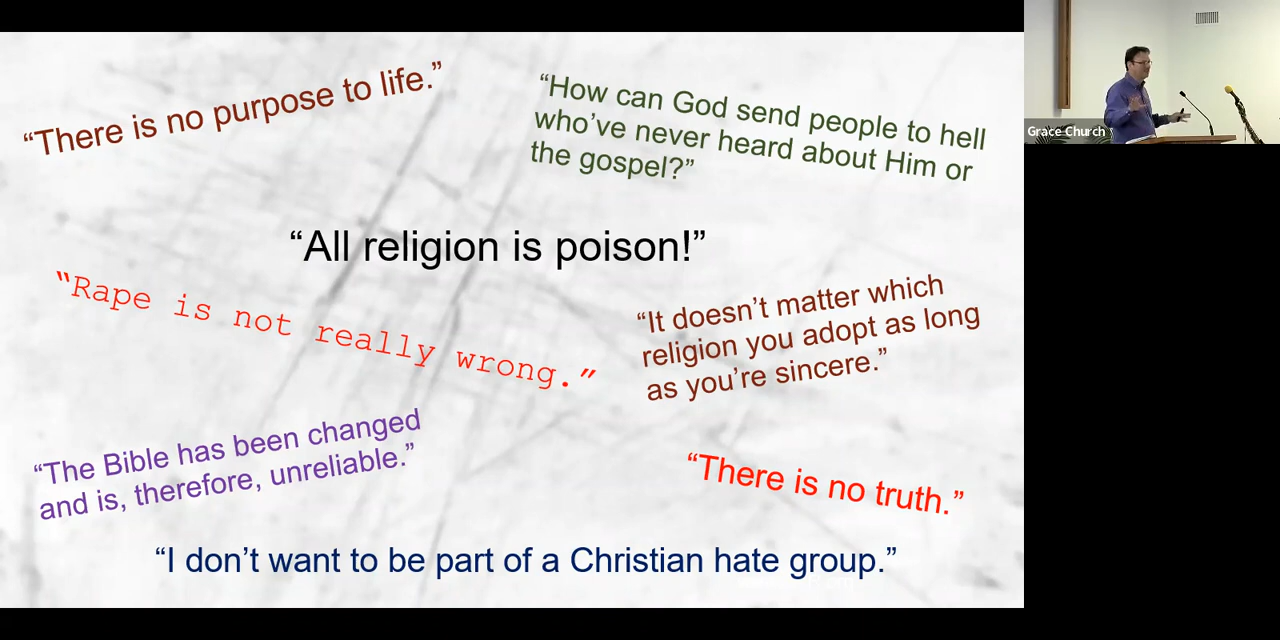 “There is no purpose to life.”
“How can God send people to hell
who’ve never heard about Him or
the gospel?”
“All religion is poison!”
“Rape is not really wrong.”
“It doesn’t matter which
religion you adopt as long
as you’re sincere.”
“The Bible has been changed
and is, therefore, unreliable.”
“There is no truth.”
“I don’t want to be part of a Christian hate group.”
Grace Church